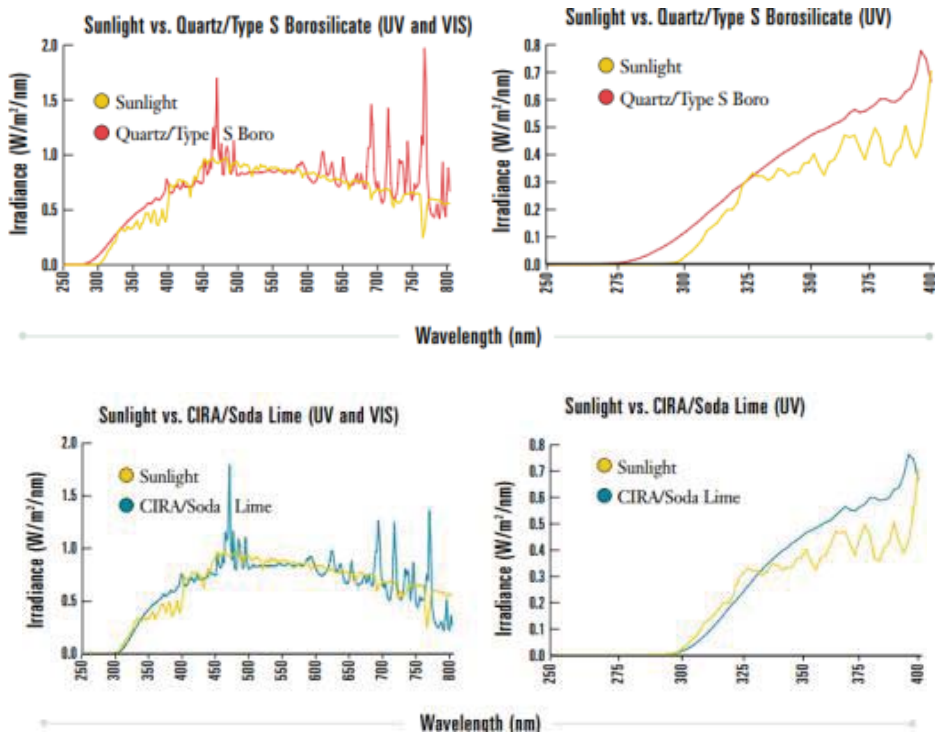 Sunlight vs. Quartz/Type S Borosilicate (UV and VIS)
2.0
1.5
1.0
0.5
0.0
Irradiance (W/m²/nm)
Sunlight
Quartz/Type S Boro
250 300 350 400 450 500 550 600 650 700 750 800
Sunlight vs. Quartz/Type S Borosilicate (UV)
0.8
0.7
0.6
0.5
0.4
0.3
0.2
0.1
0.0
Irradiance (W/m²/nm)
Sunlight
Quartz/Type S Boro
250 275 300 325 350 375 400
Wavelength (nm)
Sunlight vs. CIRA/Soda Lime (UV and VIS)
2.0
1.5
1.0
0.5
0.0
Irradiance (W/m²/nm)
Sunlight
CIRA/Soda Lime
250 300 350 400 450 500 550 600 650 700 750 800
Sunlight vs. CIRA/Soda Lime (UV)
0.8
0.7
0.6
0.5
0.4
0.3
0.2
0.1
0.0
Irradiance (W/m²/nm)
Sunlight
CIRA/Soda Lime
250 275 300 325 350 375 400
Wavelength (nm)